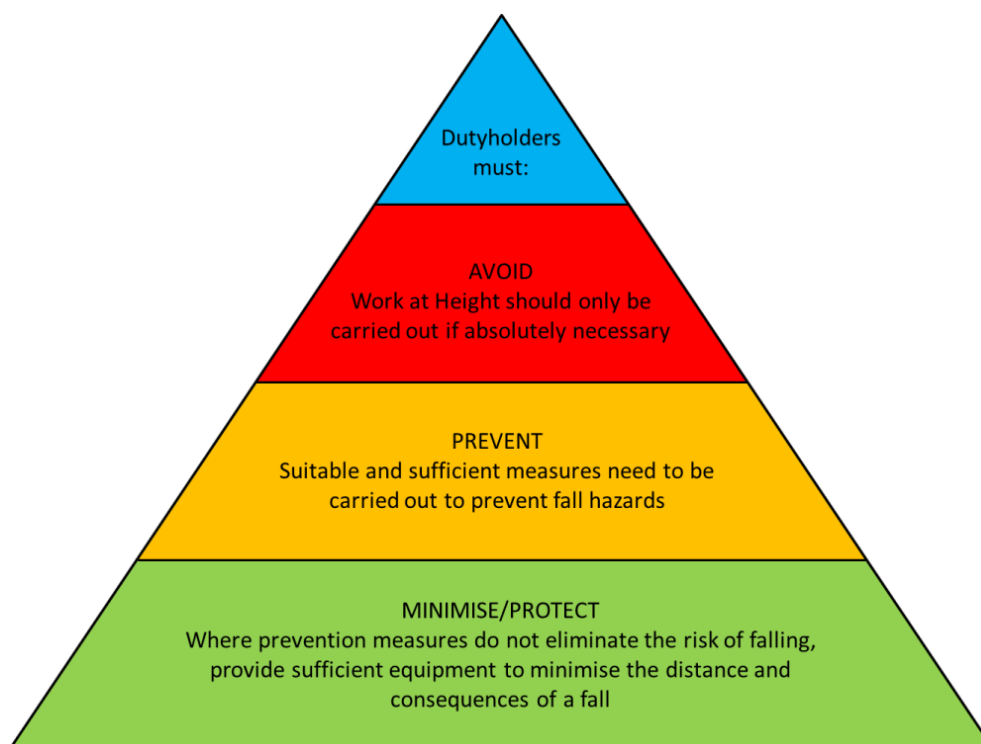 Dutyholders
must:
AVOID
Work at Height should only be
carried out if absolutely necessary
PREVENT
Suitable and sufficient measures need to be
carried out to prevent fall hazards
MINIMISE/PROTECT
Where prevention measures do not eliminate the risk of falling,
provide sufficient equipment to minimise the distance and
consequences of a fall